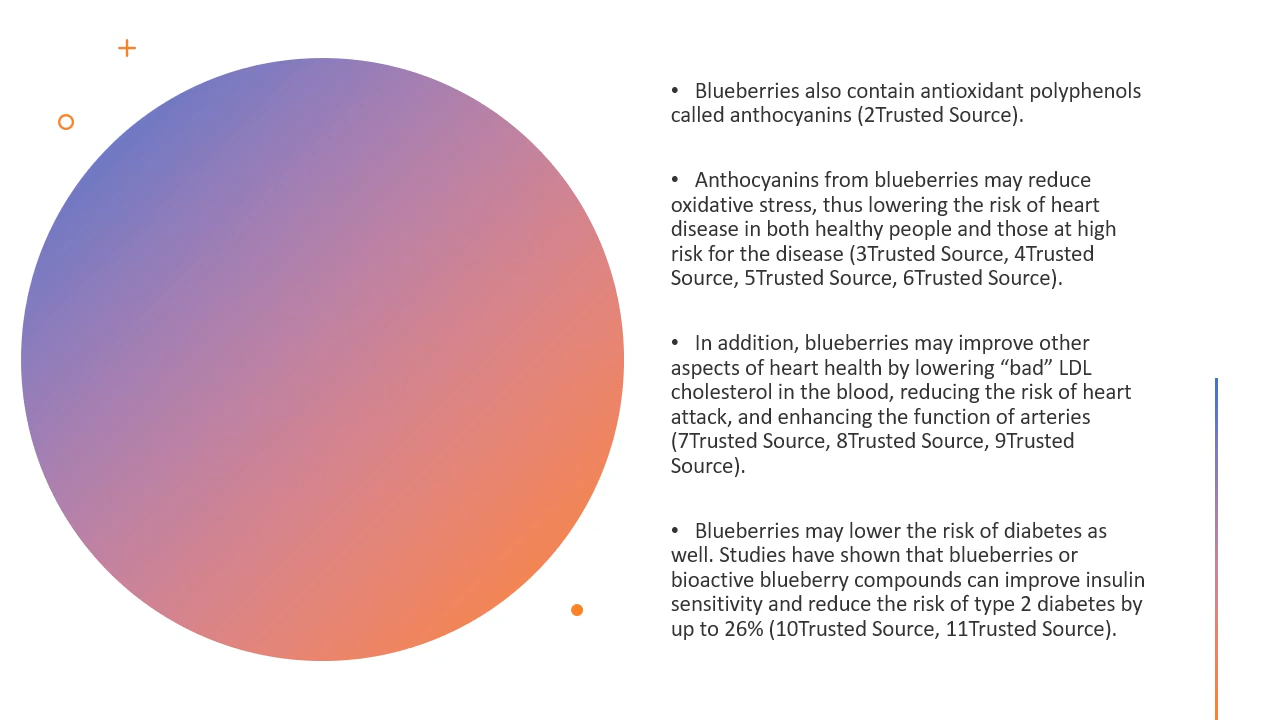 • Blueberries also contain antioxidant polyphenols
called anthocyanins (2Trusted Source).
• Anthocyanins from blueberries may reduce
oxidative stress, thus lowering the risk of heart
disease in both healthy people and those at high
risk for the disease (3Trusted Source, 4Trusted
Source, 5Trusted Source, 6Trusted Source).
• In addition, blueberries may improve other
aspects of heart health by lowering “bad” LDL
cholesterol in the blood, reducing the risk of heart
attack, and enhancing the function of arteries
(7Trusted Source, 8Trusted Source, 9Trusted
Source).
• Blueberries may lower the risk of diabetes as
well. Studies have shown that blueberries or
bioactive blueberry compounds can improve insulin
sensitivity and reduce the risk of type 2 diabetes by
up to 26% (10Trusted Source, 11Trusted Source).